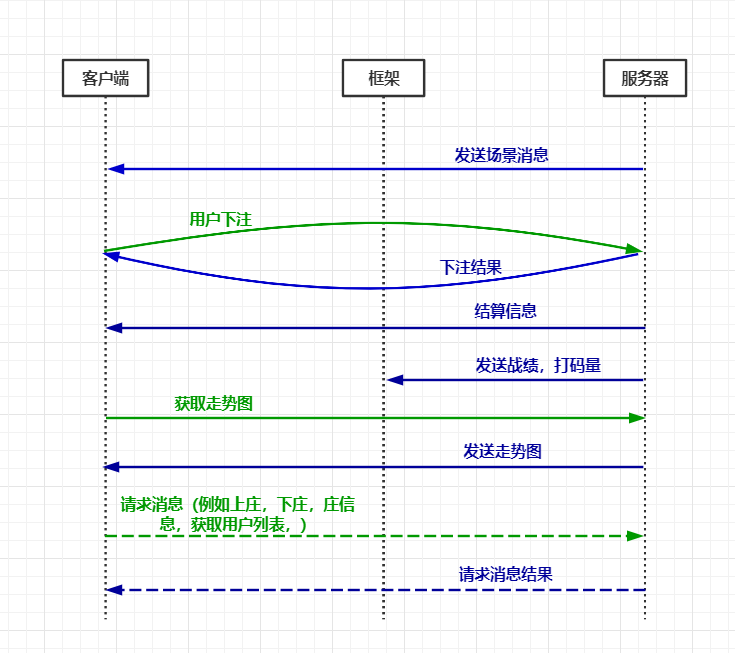 客户端
框架
服务器
发送场景消息
用户下注
下注结果
结算信息
发送战绩，打码量
获取走势图
发送走势图
请求消息（例如上庄，下庄，庄信
息，获取用户列表，）
请求消息结果